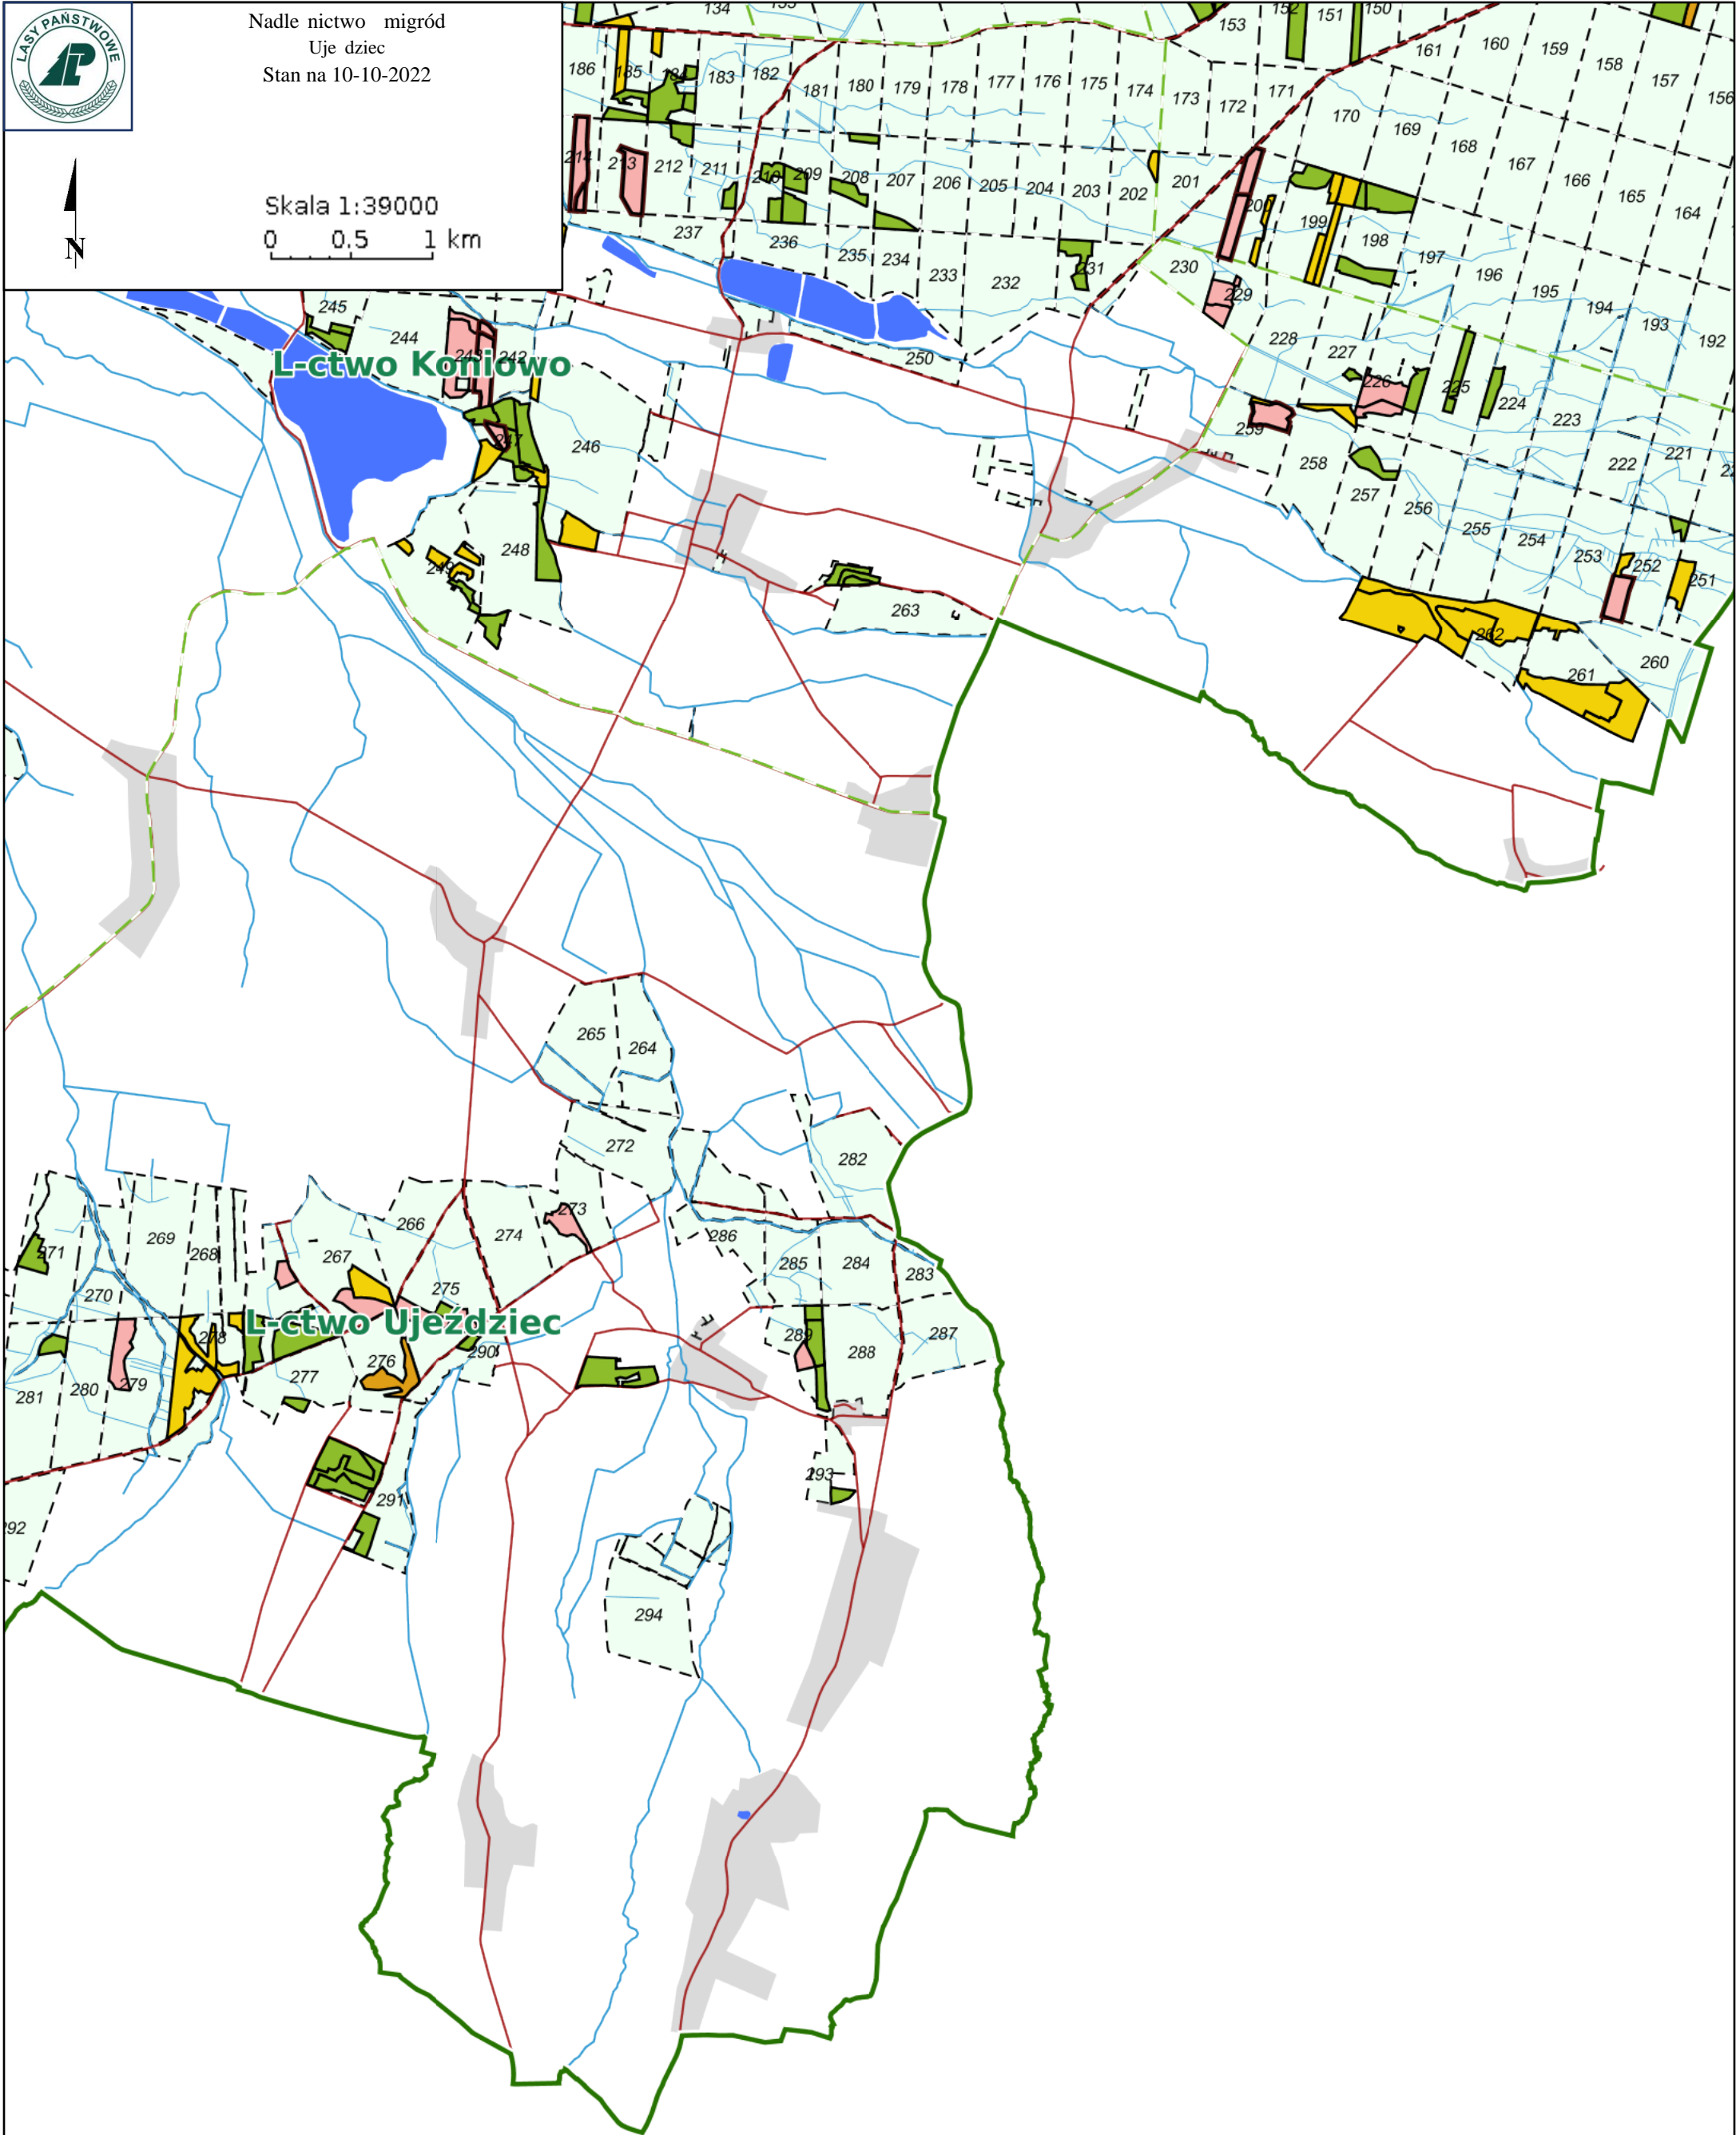 LASY PAŃSTWOWE
Nadle nictwo migród
Uje dziec
Stan na 10-10-2022
Skala 1:39000
0 0.5 1 km
N
134
153 152 151 150
161 160 159 158 157 156
186 185 184 183 182 181 180 179 178 177 176 175 174 173 172 171 170 169 168 167 166 165 164
214 213 212 211 210 209 208 207 206 205 204 203 202 201 200 199 198 197 196 195 194 193 192
237 236 235 234 233 232 231 230 229 228 227 226 225 224 223 222 221
245 244 243 242 250
L-ctwo Koniowo
247 246 259 258 257 256 255 254 253 252 251
248 249 263 262 261 260
265 264
272 282
271 269 268 267 266 274 273 286 285 284 283
270 275 287
L-ctwo Ujeździec
278 276 290 289 288
281 280 279 277
293
291
292
294